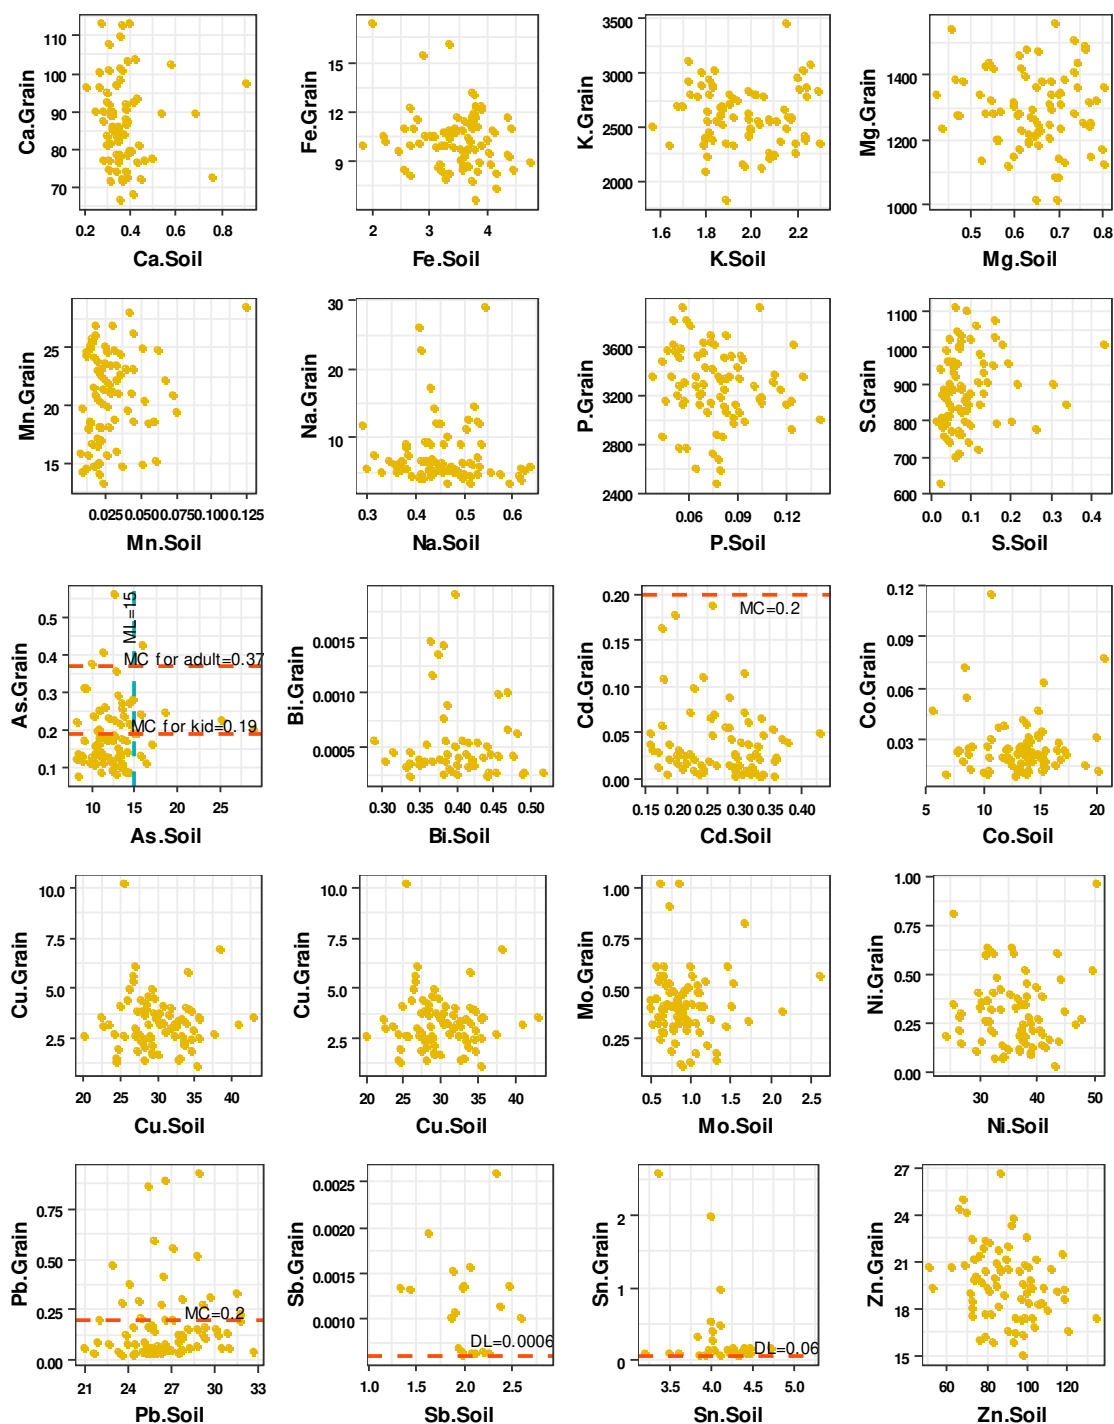 Ca.Grain
110
100
90
80
70
0.2 0.4 0.6 0.8
Ca.Soil
Fe.Grain
15
12
9
2 3 4
Fe.Soil
K.Grain
3500
3000
2500
2000
1.6 1.8 2.0 2.2
K.Soil
Mg.Grain
1400
1200
1000
0.5 0.6 0.7 0.8
Mg.Soil
Mn.Grain
25
20
15
0.025 0.050 0.075 0.100 0.125
Mn.Soil
Na.Grain
30
20
10
0.3 0.4 0.5 0.6
Na.Soil
P.Grain
3600
3200
2800
2400
0.06 0.09 0.12
P.Soil
S.Grain
1100
1000
900
800
700
600
0.0 0.1 0.2 0.3 0.4
S.Soil
As.Grain
0.5
0.4
0.3
0.2
0.1
ML=15
MC for adult=0.37
MC for kid=0.19
10 15 20 25
As.Soil
Bi.Grain
0.0015
0.0010
0.0005
0.30 0.35 0.40 0.45 0.50
Bi.Soil
Cd.Grain
0.20
0.15
0.10
0.05
0.00
MC=0.2
0.15 0.20 0.25 0.30 0.35 0.40
Cd.Soil
Co.Grain
0.12
0.09
0.06
0.03
5 10 15 20
Co.Soil
Cu.Grain
10.0
7.5
5.0
2.5
20 25 30 35 40
Cu.Soil
Cu.Grain
10.0
7.5
5.0
2.5
20 25 30 35 40
Cu.Soil
Mo.Grain
1.00
0.75
0.50
0.25
0.5 1.0 1.5 2.0 2.5
Mo.Soil
Ni.Grain
1.00
0.75
0.50
0.25
0.00
30 40 50
Ni.Soil
Pb.Grain
0.75
0.50
0.25
0.00
MC=0.2
21 24 27 30 33
Pb.Soil
Sb.Grain
0.0025
0.0020
0.0015
0.0010
DL=0.0006
1.0 1.5 2.0 2.5
Sb.Soil
Sn.Grain
2
1
0
DL=0.06
3.5 4.0 4.5 5.0
Sn.Soil
Zn.Grain
27
24
21
18
15
60 80 100 120
Zn.Soil